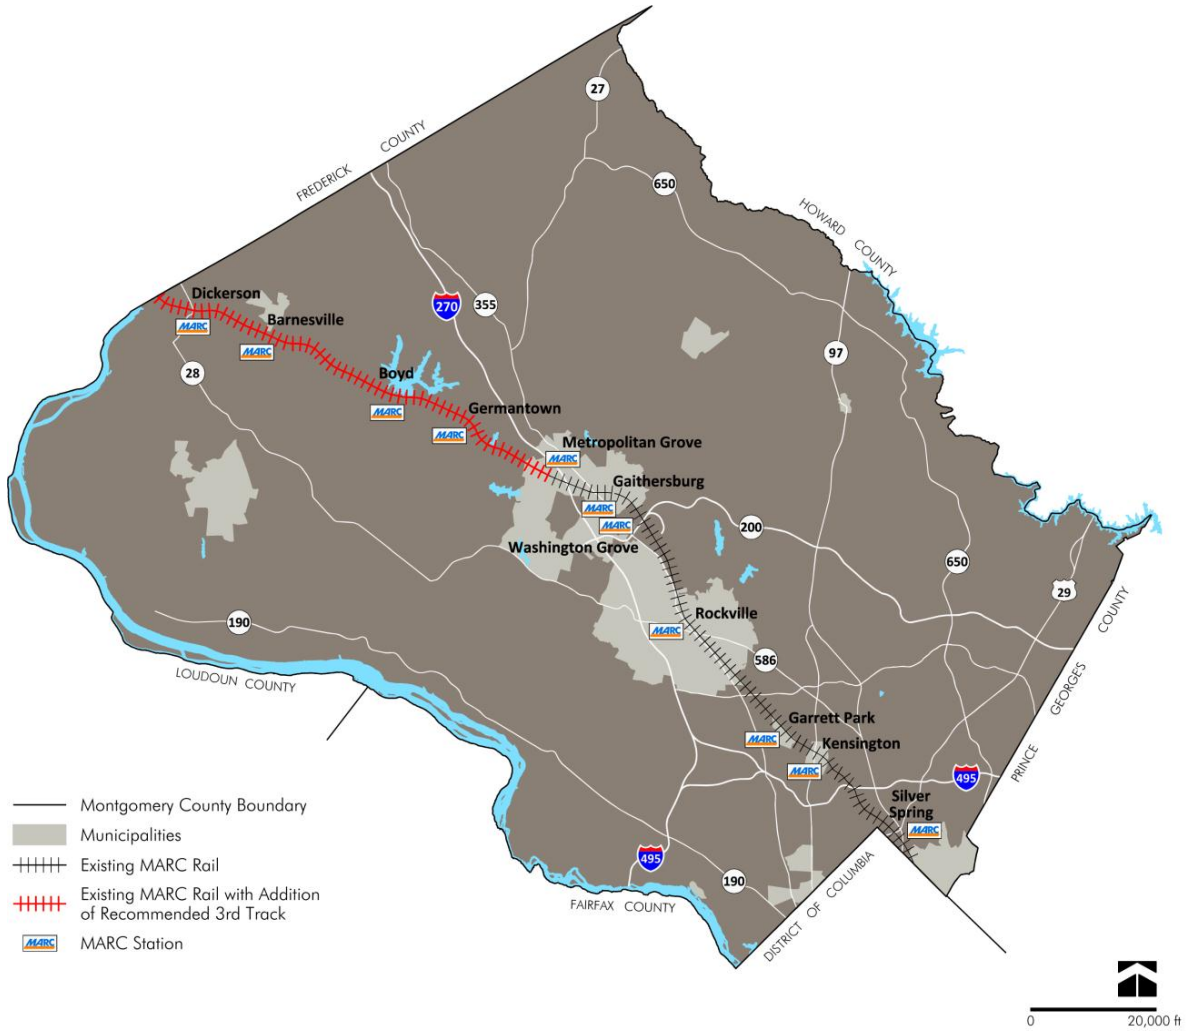 27
FREDERICK COUNTY
650
HOWARD COUNTY
Dickerson
MARC
270
355
Barnesville
MARC
97
28
Boyd
MARC
Germantown
MARC
Metropolitan Grove
MARC
Gaithersburg
MARC
MARC
200
Washington Grove
650
29
190
Rockville
MARC
586
LOUDOUN COUNTY
PRINCE GEORGE'S COUNTY
Garrett Park
MARC
Kensington
MARC
495
Silver
Spring
MARC
495
190
FAIRFAX COUNTY
DISTRICT OF COLUMBIA
Montgomery County Boundary
Municipalities
Existing MARC Rail
Existing MARC Rail with Addition
of Recommended 3rd Track
MARC MARC Station
0 20,000 ft